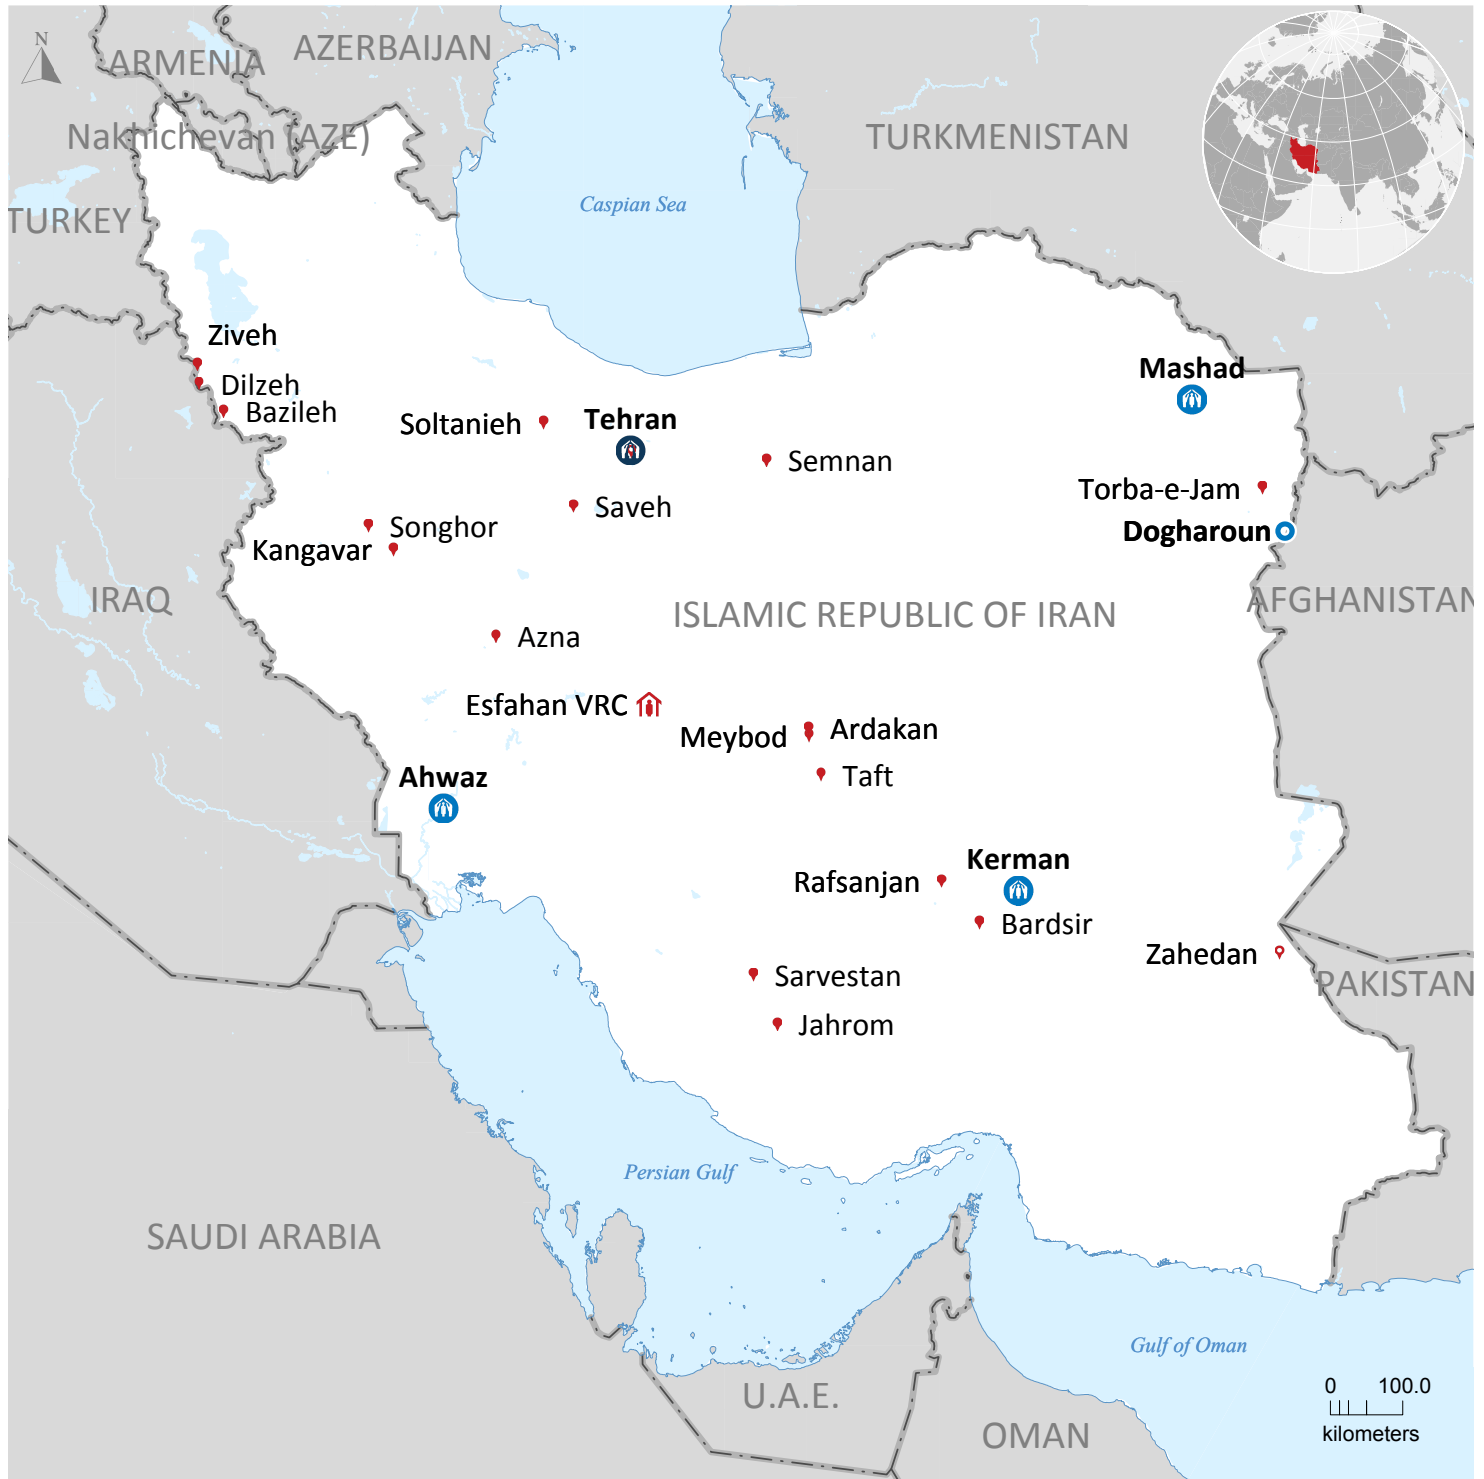 N
ARMENIA
AZERBAIJAN
Nakhichevan (AZE)
TURKMENISTAN
Caspian Sea
TURKEY
Ziveh
Dilzeh
Bazileh
Mashad
Soltanieh
Tehran
Semnan
Torba-e-Jam
Saveh
Songhor
Dogharoun
Kangavar
IRAQ
AFGHANISTAN
ISLAMIC REPUBLIC OF IRAN
Azna
Esfahan VRC
Meybod
Ardakan
Taft
Ahwaz
Kerman
Rafsanjan
Bardsir
Zahedan
Sarvestan
PAKISTAN
Jahrom
Persian Gulf
SAUDI ARABIA
Gulf of Oman
U.A.E.
OMAN
0 100.0
kilometers